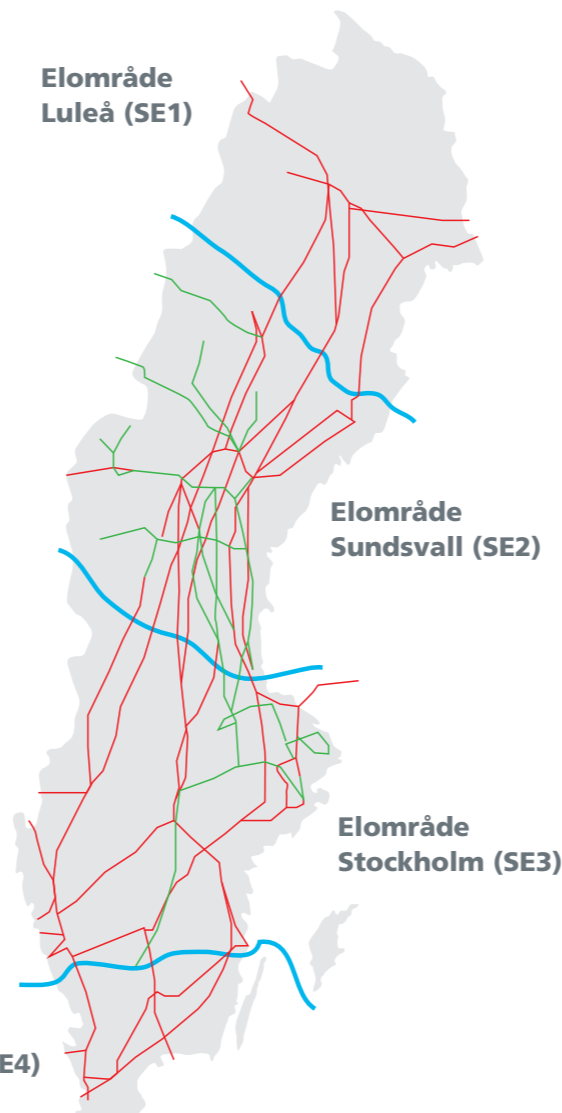 Elområde
Luleå (SE1)
Elområde
Sundsvall (SE2)
Elområde
Stockholm (SE3)
E4)